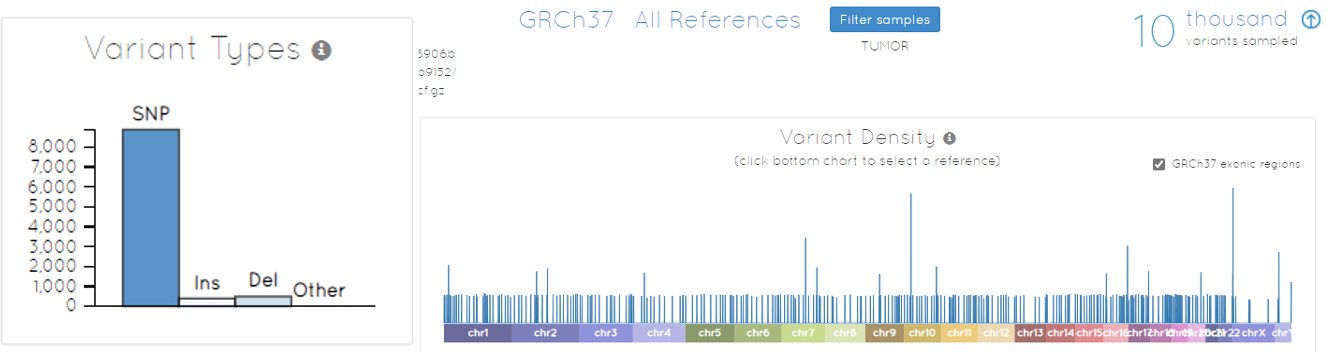 Variant Types
SNP
8,000
7,000
6,000
5,000
4,000
3,000
2,000
1,000
0
Ins
Del
Other
GRCh37 All References
Filter samples
TUMOR
10 thousand
variants sampled
3906b
b9152/
cf.gz
Variant Density
(click bottom chart to select a reference)
GRCh37 exonic regions
chr1 chr2 chr3 chr4 chr5 chr6 chr7 chr8 chr9 chr10 chr11 chr12 chr13 chr14 chr15 chr16 chr17 chr22 chrX